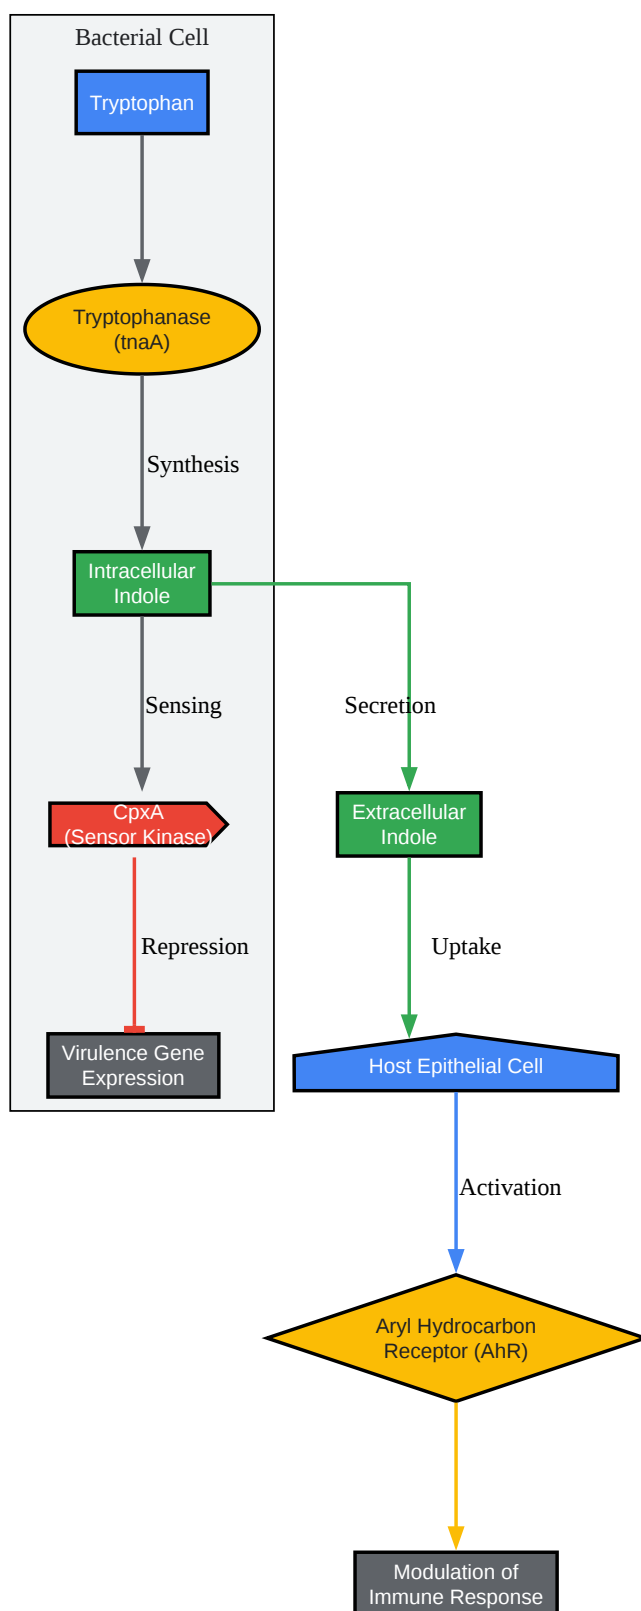 Bacterial Cell
Tryptophan
Tryptophanase
(tnaA)
Synthesis
Intracellular
Indole
Sensing
Secretion
CpxA
(Sensor Kinase)
Extracellular
Indole
Repression
Uptake
Virulence Gene
Expression
Host Epithelial Cell
Activation
Aryl Hydrocarbon
Receptor (AhR)
Modulation of
Immune Response